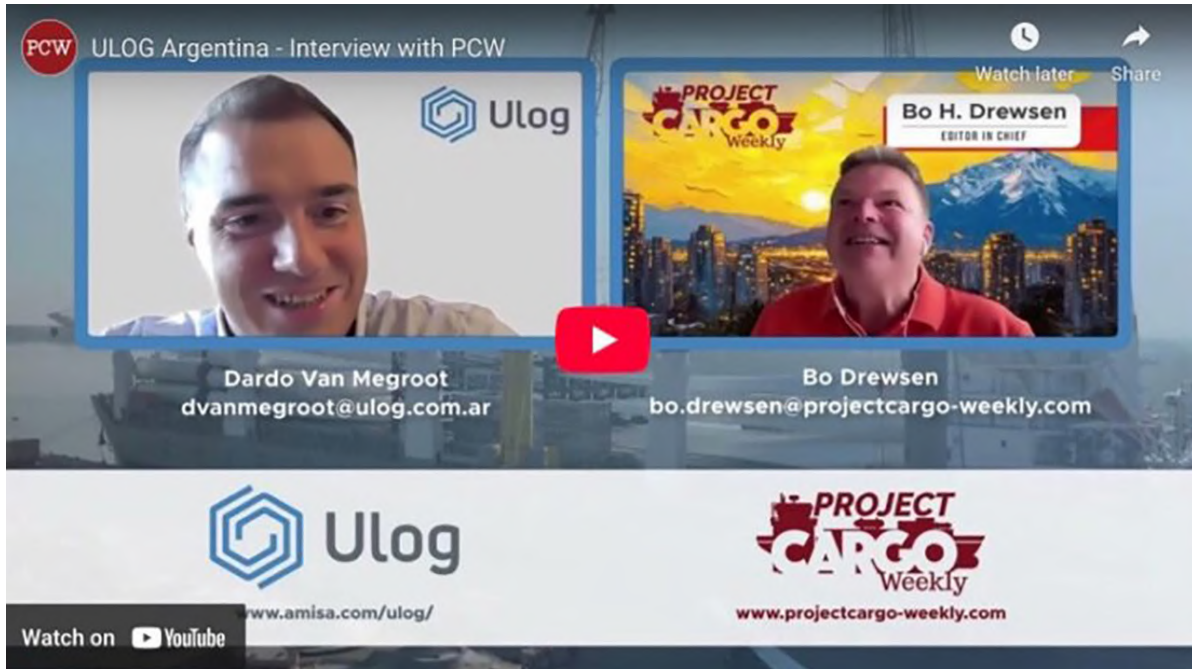 PCW
ULOG Argentina - Interview with PCW
Watch later
Share
Ulog
PROJECT
CARGO
Weekly
Bo H. Drewsen
EDITOR IN CHIEF
Dardo Van Megroot
dvanmegroot@ulog.com.ar
Bo Drewsen
bo.drewsen@projectcargo-weekly.com
Ulog
www.amisa.com/ulog/
PROJECT
CARGO
Weekly
www.projectcargo-weekly.com
Watch on YouTube